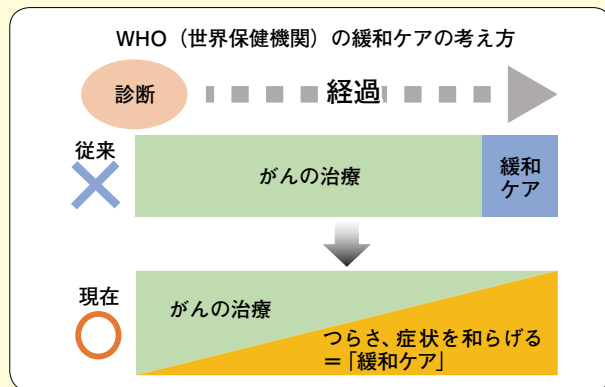 WHO（世界保健機関）の緩和ケアの考え方
診断
経過
従来
がんの治療
緩和
ケア
現在
がんの治療
つらさ、症状を和らげる
＝「緩和ケア」